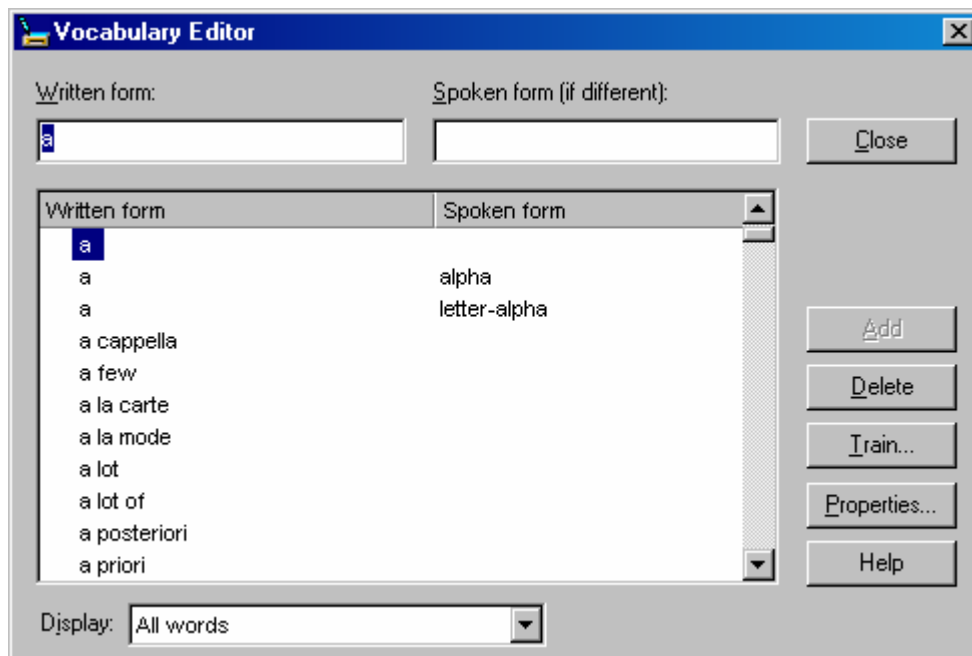 Vocabulary Editor
Written form: Spoken form (if different):
a Close
Written form Spoken form
a
a alpha
a letter-alpha
a cappella Add
a few
a la carte Delete
a la mode
a lot Train...
a lot of Properties...
a posteriori
a priori Help
Display: All words